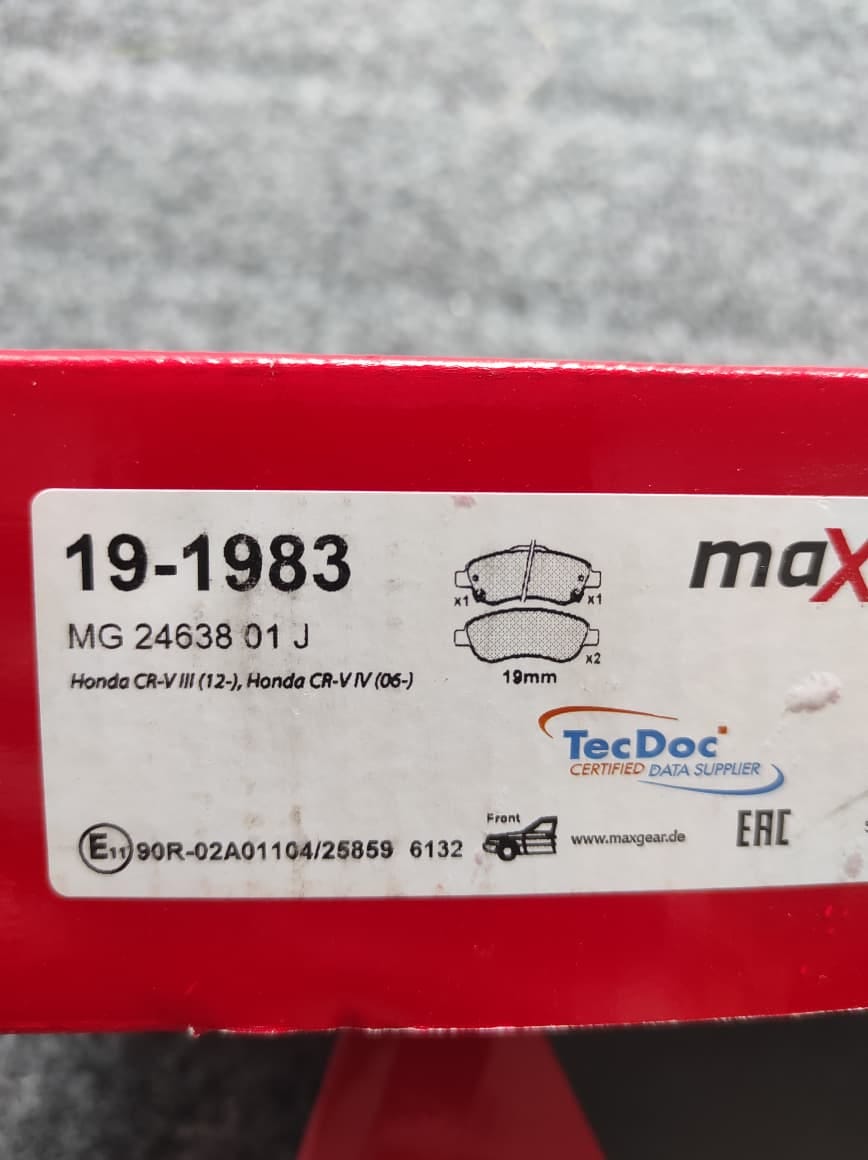 19-1983
MG 24638 01 J
Honda CR-V III (12-), Honda CR-V IV (06-)
x1
x1
x2
19mm
maX
TecDoc
CERTIFIED DATA SUPPLIER
E11 90R-02A01104/25859 6132
Front
www.maxgear.de
EAC